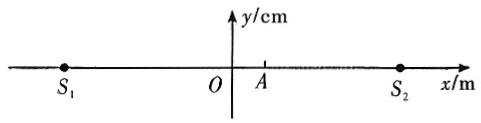 y/cm
S₁ O A S₂ x/m